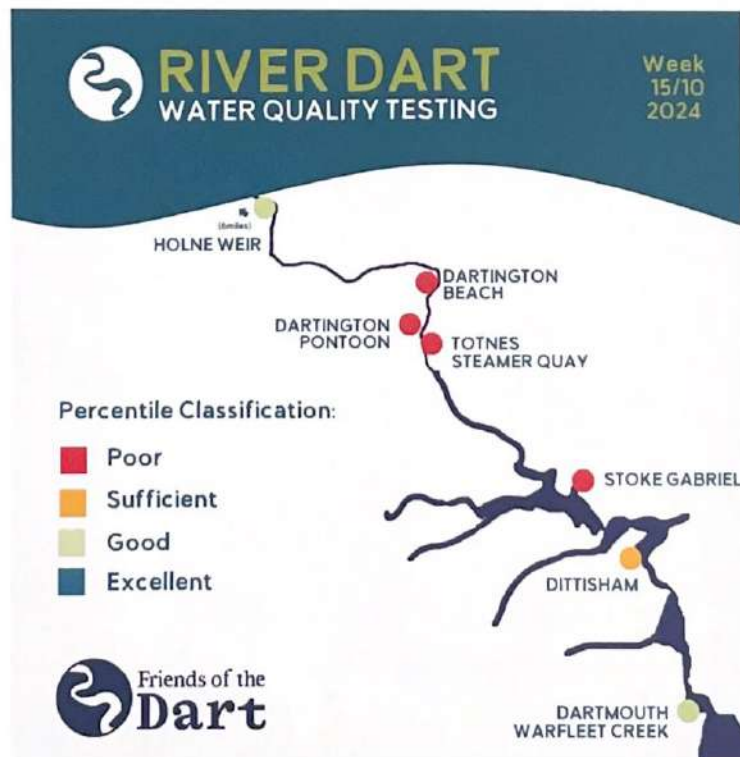 RIVER DART
WATER QUALITY TESTING
Week
15/10
2024
(6miles)
HOLNE WEIR
DARTINGTON
BEACH
DARTINGTON
PONTOON
TOTNES
STEAMER QUAY
Percentile Classification:
Poor
Sufficient
Good
Excellent
STOKE GABRIEL
DITTISHAM
DARTMOUTH
WARFLEET CREEK
Friends of the
Dart